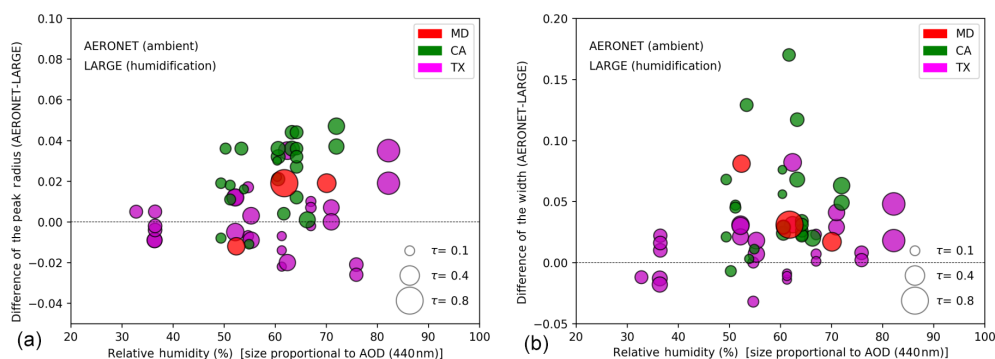 0.10
0.08
0.06
0.04
0.02
0.00
−0.02
−0.04
Difference of the peak radius (AERONET-LARGE)
AERONET (ambient)
LARGE (humidification)
MD
CA
TX
τ= 0.1
τ= 0.4
τ= 0.8
20 30 40 50 60 70 80 90 100
Relative humidity (%) [size proportional to AOD (440nm)]
(a)
0.20
0.15
0.10
0.05
0.00
−0.05
Difference of the width (AERONET-LARGE)
AERONET (ambient)
LARGE (humidification)
MD
CA
TX
τ= 0.1
τ= 0.4
τ= 0.8
20 30 40 50 60 70 80 90 100
Relative humidity (%) [size proportional to AOD (440nm)]
(b)